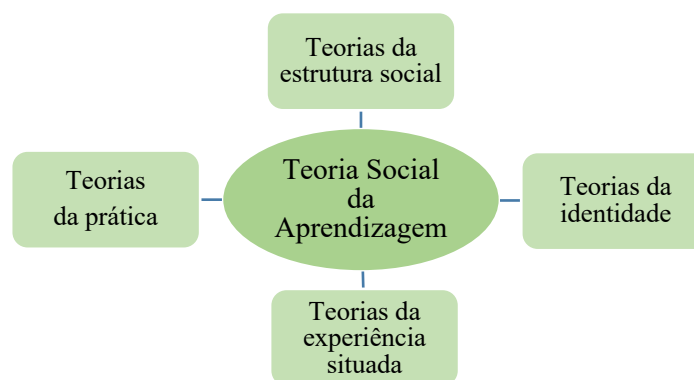 Teorias da
estrutura social
Teorias
da prática
Teoria Social
da
Aprendizagem
Teorias da
identidade
Teorias da
experiência
situada